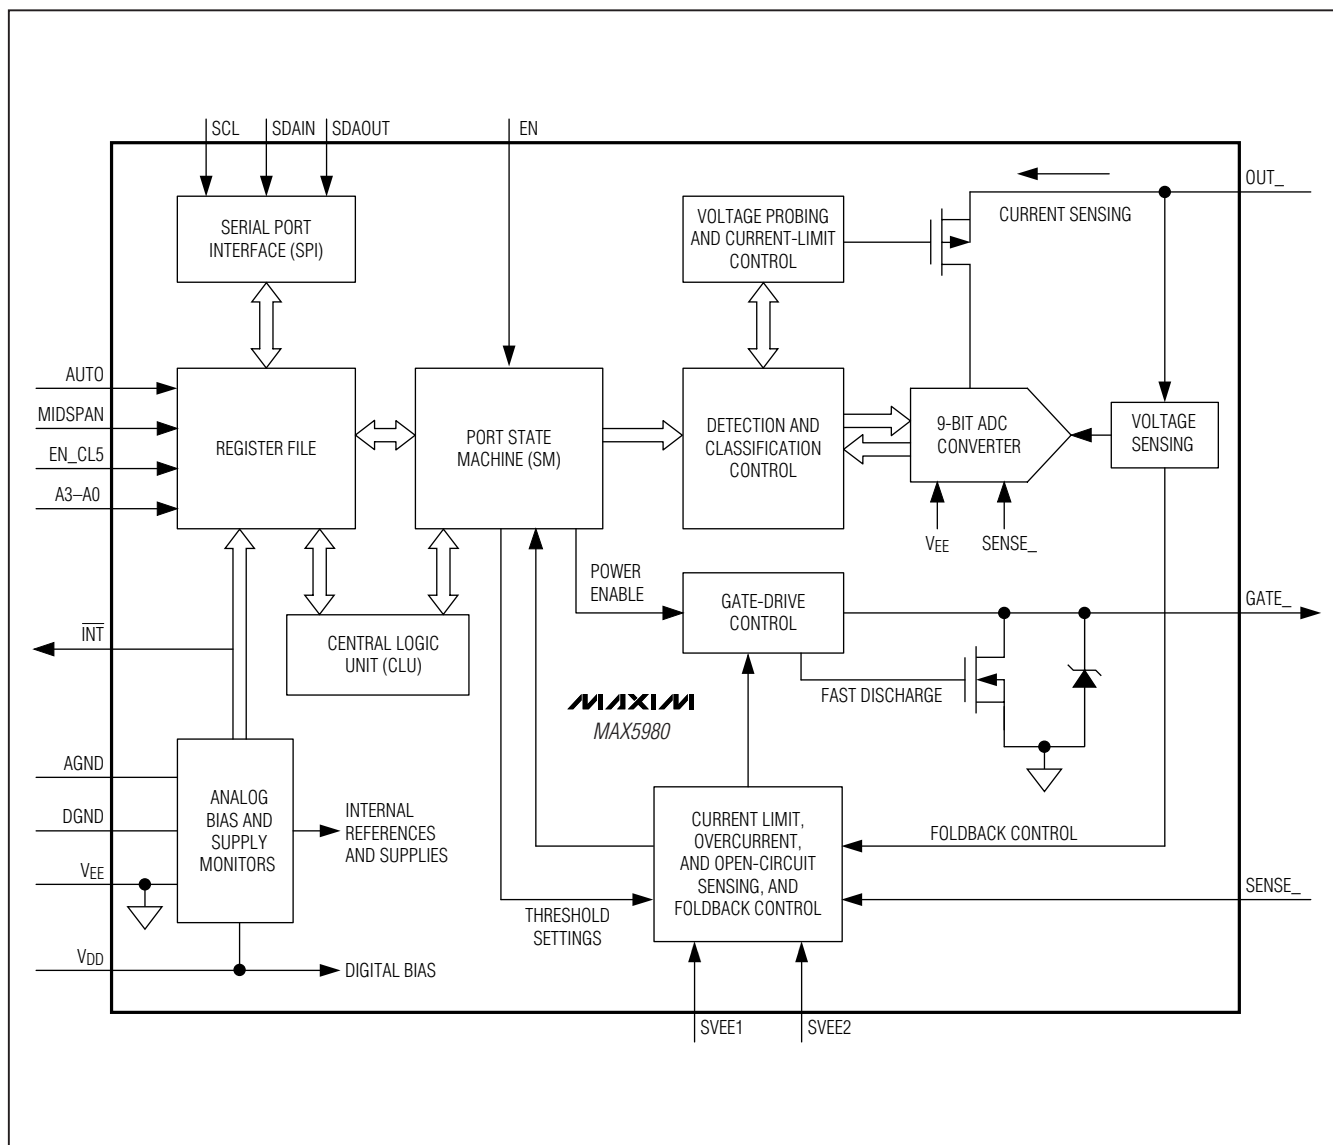 SCL
SDAIN
SDAOUT
EN
SERIAL PORT
INTERFACE (SPI)
VOLTAGE PROBING
AND CURRENT-LIMIT
CONTROL
OUT_
CURRENT SENSING
AUTO
MIDSPAN
EN_CL5
A3–A0
REGISTER FILE
PORT STATE
MACHINE (SM)
DETECTION AND
CLASSIFICATION
CONTROL
9-BIT ADC
CONVERTER
VOLTAGE
SENSING
VEE
SENSE_
POWER
ENABLE
GATE-DRIVE
CONTROL
GATE_
INT
CENTRAL LOGIC
UNIT (CLU)
FAST DISCHARGE
MAXIM
MAX5980
AGND
DGND
VEE
VDD
ANALOG
BIAS AND
SUPPLY
MONITORS
INTERNAL
REFERENCES
AND SUPPLIES
DIGITAL BIAS
THRESHOLD
SETTINGS
CURRENT LIMIT,
OVERCURRENT,
AND OPEN-CIRCUIT
SENSING, AND
FOLDBACK CONTROL
FOLDBACK CONTROL
SENSE_
SVEE1
SVEE2